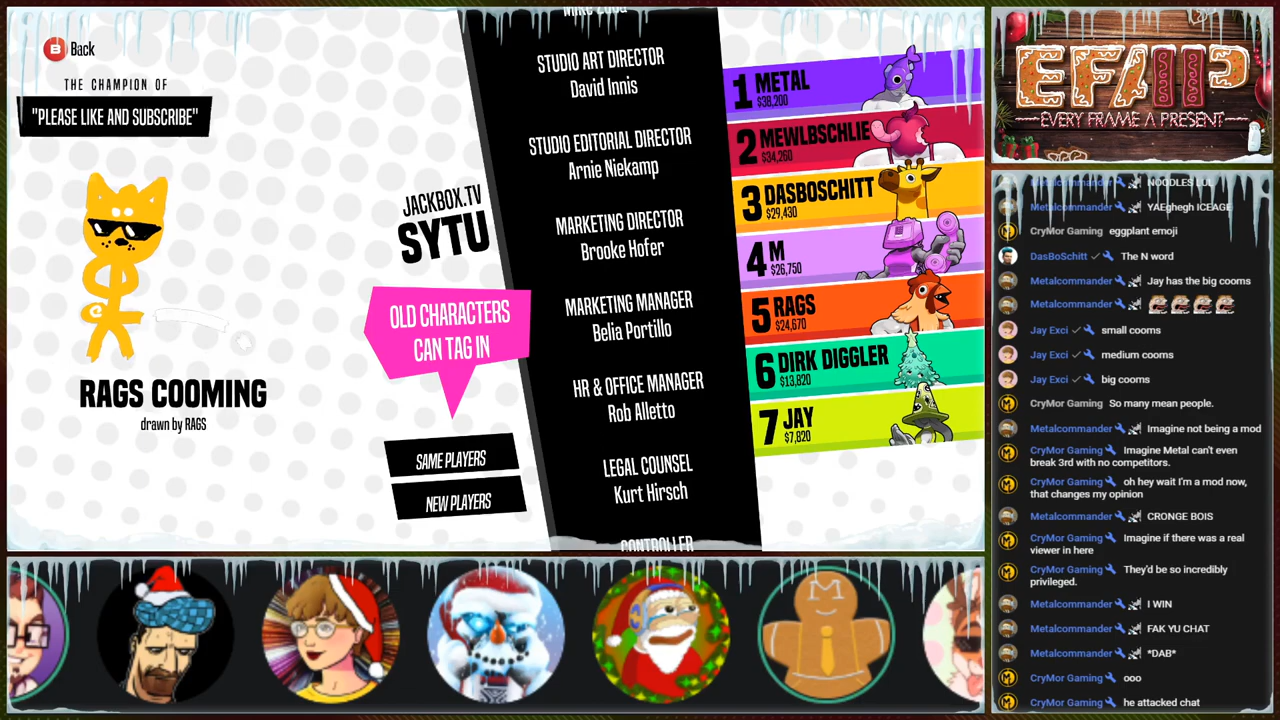 B Back
THE CHAMPION OF
"PLEASE LIKE AND SUBSCRIBE"
RAGS COOMING
drawn by RAGS
JACKBOX.TV
SYTU
OLD CHARACTERS
CAN TAG IN
SAME PLAYERS
NEW PLAYERS
STUDIO ART DIRECTOR
David Innis
STUDIO EDITORIAL DIRECTOR
Arnie Niekamp
MARKETING DIRECTOR
Brooke Hofer
MARKETING MANAGER
Belia Portillo
HR & OFFICE MANAGER
Rob Alletto
LEGAL COUNSEL
Kurt Hirsch
CONTROLLER
1 METAL
$38,200
2 MEWLBSCHLIE
$34,260
3 DASBOSCHITT
$29,430
4 M
$26,750
5 RAGS
$24,670
6 DIRK DIGGLER
$13,820
7 JAY
$7,820
EFAP
EVERY FRAME A PRESENT
Metalcommander NOODLES LUL
Metalcommander YAEghegh ICEAGE
CryMor Gaming eggplant emoji
DasBoSchitt The N word
Metalcommander Jay has the big cooms
Metalcommander
Jay Exci small cooms
Jay Exci medium cooms
Jay Exci big cooms
CryMor Gaming So many mean people.
Metalcommander Imagine not being a mod
CryMor Gaming Imagine Metal can't even
break 3rd with no competitors.
CryMor Gaming oh hey wait I'm a mod now,
that changes my opinion
Metalcommander CRONGE BOIS
CryMor Gaming Imagine if there was a real
viewer in here
CryMor Gaming They'd be so incredibly
privileged.
Metalcommander I WIN
Metalcommander FAK YU CHAT
Metalcommander *DAB*
CryMor Gaming ooo
CryMor Gaming he attacked chat
M